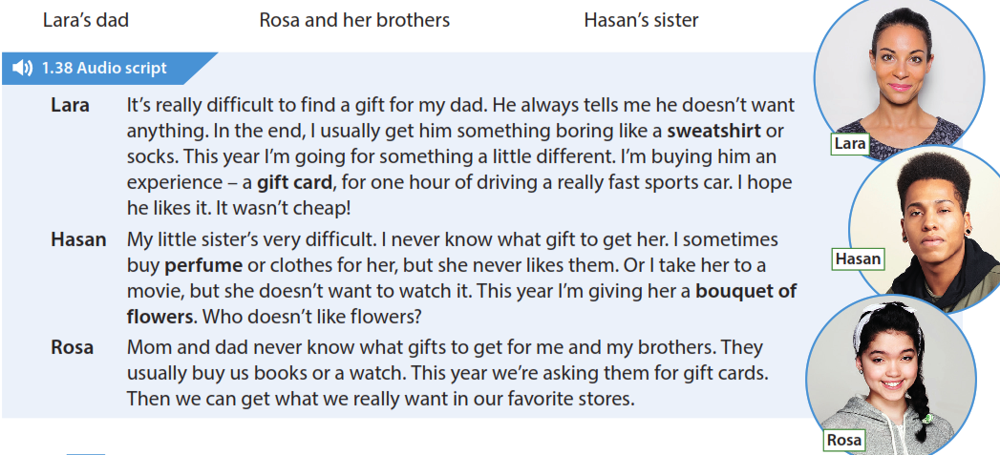 Lara's dad Rosa and her brothers Hasan's sister
1.38 Audio script
Lara It's really difficult to find a gift for my dad. He always tells me he doesn't want
anything. In the end, I usually get him something boring like a sweatshirt or
socks. This year I'm going for something a little different. I'm buying him an
experience – a gift card, for one hour of driving a really fast sports car. I hope
he likes it. It wasn't cheap!
Hasan My little sister's very difficult. I never know what gift to get her. I sometimes
buy perfume or clothes for her, but she never likes them. Or I take her to a
movie, but she doesn't want to watch it. This year I'm giving her a bouquet of
flowers. Who doesn't like flowers?
Rosa Mom and dad never know what gifts to get for me and my brothers. They
usually buy us books or a watch. This year we're asking them for gift cards.
Then we can get what we really want in our favorite stores.
Lara
Hasan
Rosa